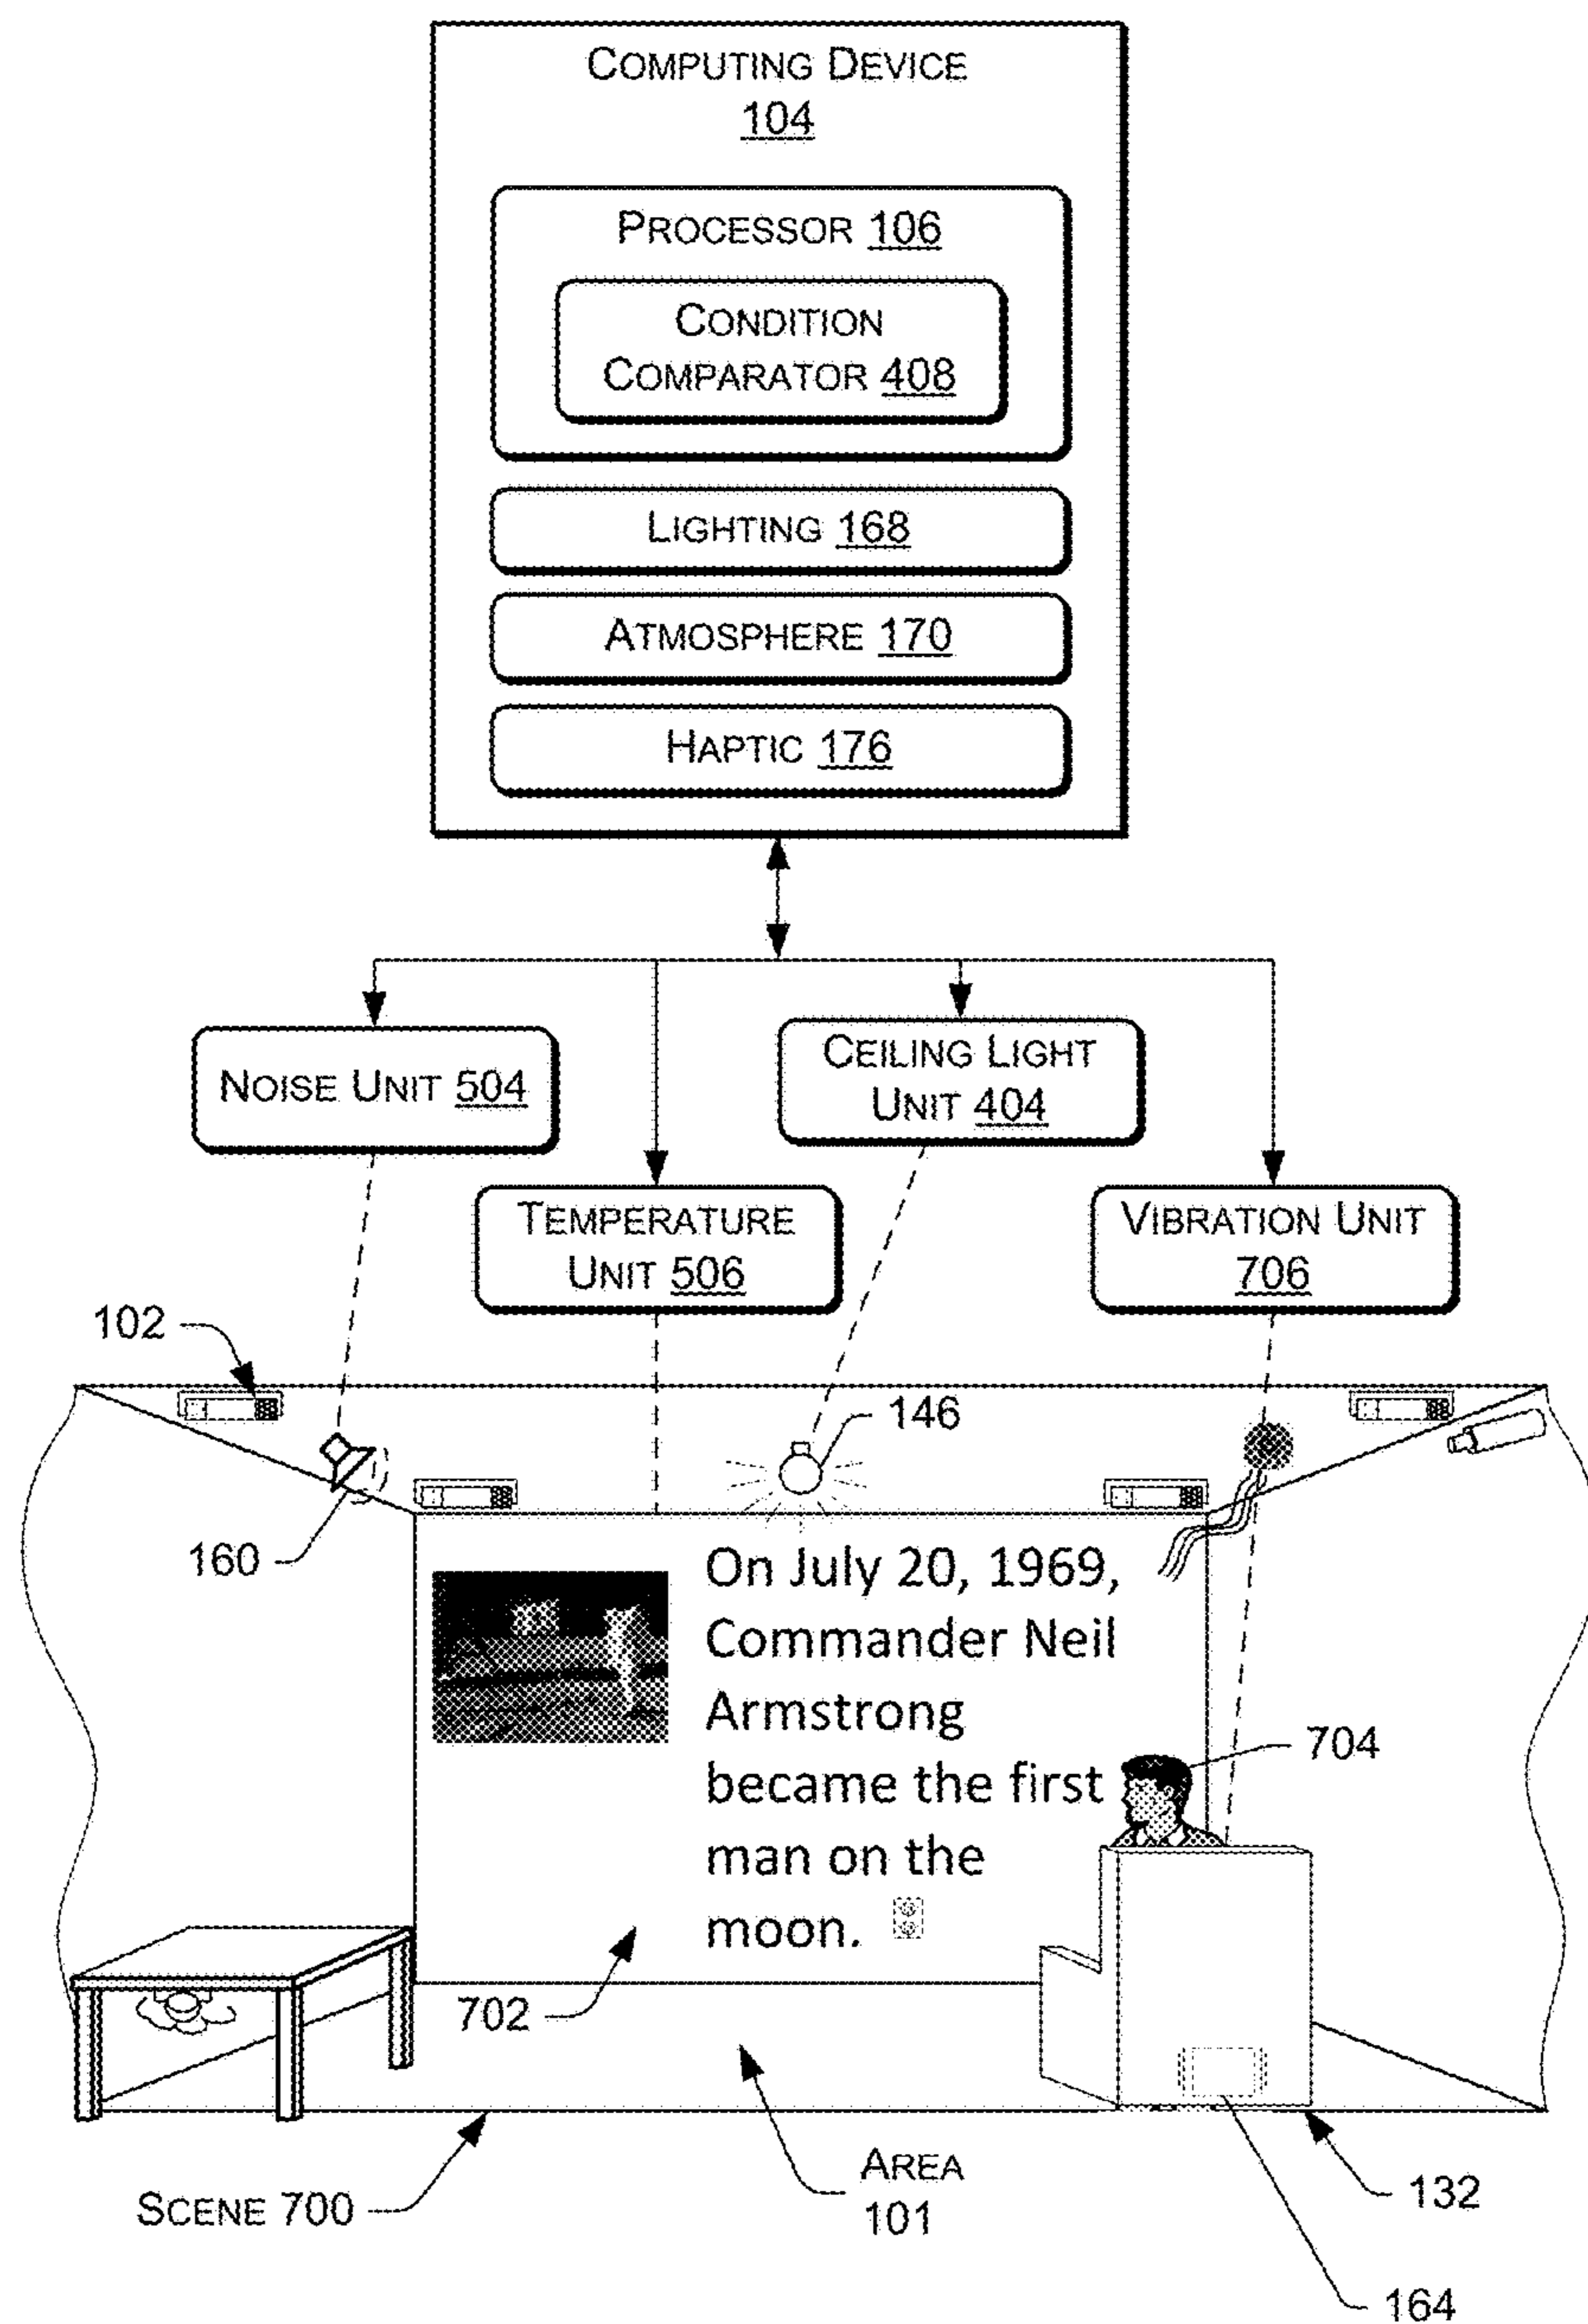 COMPUTING DEVICE
104
PROCESSOR 106
CONDITION
COMPARATOR 408
LIGHTING 168
ATMOSPHERE 170
HAPTIC 176
NOISE UNIT 504
CEILING LIGHT
UNIT 404
TEMPERATURE
UNIT 506
VIBRATION UNIT
706
102
146
160
On July 20, 1969,
Commander Neil
Armstrong
became the first
man on the
moon.
704
702
SCENE 700
AREA
101
132
164